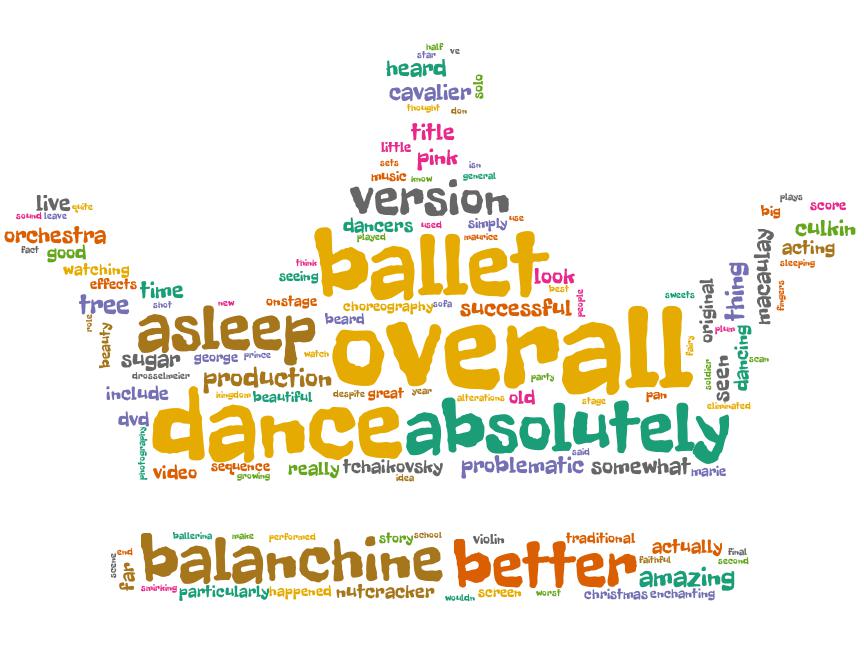 half
star ve
heard
cavalier solo
thought don
title
little
pink
sets isn
music know general
version
live quite
sound leave
orchestra
fact good
watching
effects time
tree shot
role beauty
dancers used simply use
played maurice
ballet
think
seeing look
best
people
new onstage choreography sofa successful
asleep beard
overall
sugar george prince watch
drosselmeier production
party
include kingdom beautiful despite great year alterations old stage pan
dvd dance absolutely
photography
said
video sequence really tchaikovsky problematic somewhat marie
growing idea
plays
big score
culkin
acting
sleeping
macaulay fingers
sweets original thing
plum
fairy
soldier seen dancing scan
eliminated
ballerina make performed story school violin traditional actually final
scene end balanchine better faithful second
far amazing
smirking particularly happened nutcracker wouldn screen worst christmas enchanting